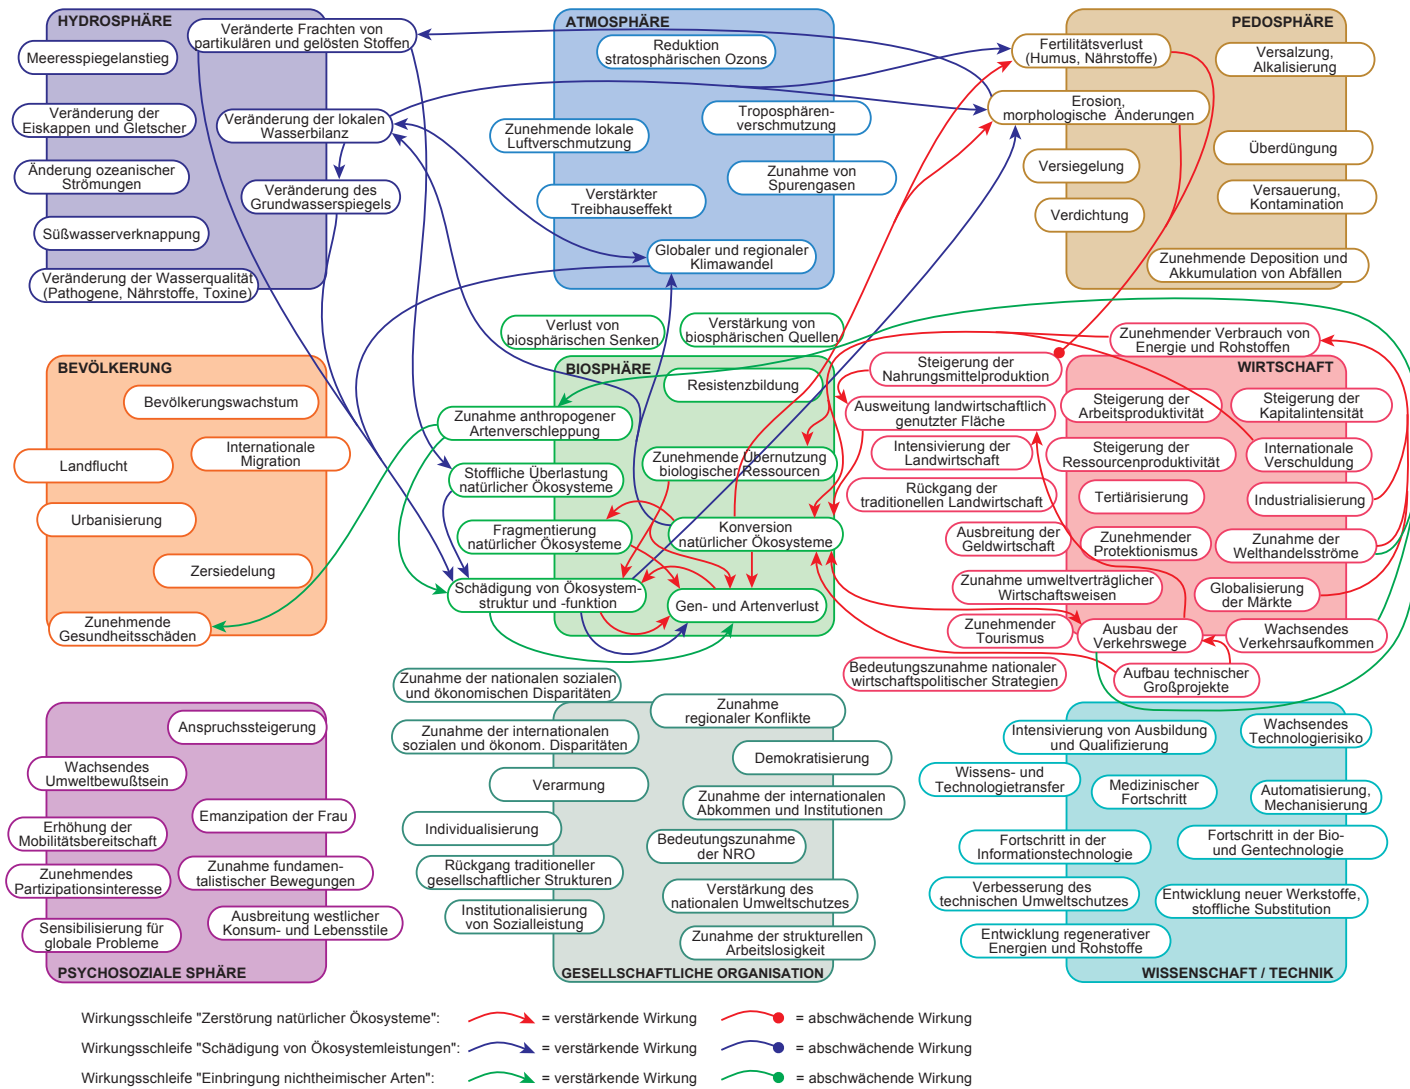 HYDROSPHÄRE
Veränderte Frachten von
partikulären und gelösten Stoffen
Meeresspiegelanstieg
Veränderung der
Eiskappen und Gletscher
Veränderung der lokalen
Wasserbilanz
Änderung ozeanischer
Strömungen
Veränderung des
Grundwasserspiegels
Süßwasserverknappung
Veränderung der Wasserqualität
(Pathogene, Nährstoffe, Toxine)
ATMOSPHÄRE
Reduktion
stratosphärischen Ozons
Troposphären-
verschmutzung
Zunehmende lokale
Luftverschmutzung
Zunahme von
Spurengasen
Verstärkter
Treibhauseffekt
Globaler und regionaler
Klimawandel
PEDOSPHÄRE
Fertilitätsverlust
(Humus, Nährstoffe)
Versalzung,
Alkalisierung
Erosion,
morphologische Änderungen
Überdüngung
Versiegelung
Versauerung,
Kontamination
Verdichtung
Zunehmende Deposition und
Akkumulation von Abfällen
BEVÖLKERUNG
Bevölkerungswachstum
Internationale
Migration
Landflucht
Urbanisierung
Zersiedelung
Zunehmende
Gesundheitsschäden
Verlust von
biosphärischen Senken
Verstärkung von
biosphärischen Quellen
BIOSPHÄRE
Resistenzbildung
Zunahme anthropogener
Artenverschleppung
Zunehmende Übernutzung
biologischer Ressourcen
Stoffliche Überlastung
natürlicher Ökosysteme
Fragmentierung
natürlicher Ökosysteme
Konversion
natürlicher Ökosysteme
Schädigung von Ökosystem-
struktur und -funktion
Gen- und Artenverlust
Zunehmender Verbrauch von
Energie und Rohstoffen
WIRTSCHAFT
Steigerung der
Nahrungsmittelproduktion
Ausweitung landwirtschaftlich
genutzter Fläche
Steigerung der
Arbeitsproduktivität
Steigerung der
Kapitalintensität
Intensivierung der
Landwirtschaft
Steigerung der
Ressourcenproduktivität
Internationale
Verschuldung
Rückgang der
traditionellen Landwirtschaft
Tertiärisierung
Industrialisierung
Ausbreitung der
Geldwirtschaft
Zunehmender
Protektionismus
Zunahme der
Welthandelsströme
Zunahme umweltverträglicher
Wirtschaftsweisen
Globalisierung
der Märkte
Zunehmender
Tourismus
Ausbau der
Verkehrswege
Wachsendes
Verkehrsaufkommen
Bedeutungszunahme nationaler
wirtschaftspolitischer Strategien
Aufbau technischer
Großprojekte
Anspruchssteigerung
Wachsendes
Umweltbewußtsein
Emanzipation der Frau
Erhöhung der
Mobilitätsbereitschaft
Zunahme fundamen-
talistischer Bewegungen
Zunehmendes
Partizipationsinteresse
Ausbreitung westlicher
Konsum- und Lebensstile
Sensibilisierung für
globale Probleme
PSYCHOSOZIALE SPHÄRE
Zunahme der nationalen sozialen
und ökonomischen Disparitäten
Zunahme
regionaler Konflikte
Zunahme der internationalen
sozialen und ökonom. Disparitäten
Demokratisierung
Verarmung
Zunahme der internationalen
Abkommen und Institutionen
Individualisierung
Bedeutungszunahme
der NRO
Rückgang traditioneller
gesellschaftlicher Strukturen
Verstärkung des
nationalen Umweltschutzes
Institutionalisierung
von Sozialleistung
Zunahme der strukturellen
Arbeitslosigkeit
GESELLSCHAFTLICHE ORGANISATION
Intensivierung von Ausbildung
und Qualifizierung
Wachsendes
Technologierisiko
Wissens- und
Technologietransfer
Medizinischer
Fortschritt
Automatisierung,
Mechanisierung
Fortschritt in der
Informationstechnologie
Fortschritt in der Bio-
und Gentechnologie
Verbesserung des
technischen Umweltschutzes
Entwicklung neuer Werkstoffe,
stoffliche Substitution
Entwicklung regenerativer
Energien und Rohstoffe
WISSENSCHAFT / TECHNIK
Wirkungsschleife "Zerstörung natürlicher Ökosysteme": = verstärkende Wirkung = abschwächende Wirkung
Wirkungsschleife "Schädigung von Ökosystemleistungen": = verstärkende Wirkung = abschwächende Wirkung
Wirkungsschleife "Einbringung nichtheimischer Arten": = verstärkende Wirkung = abschwächende Wirkung